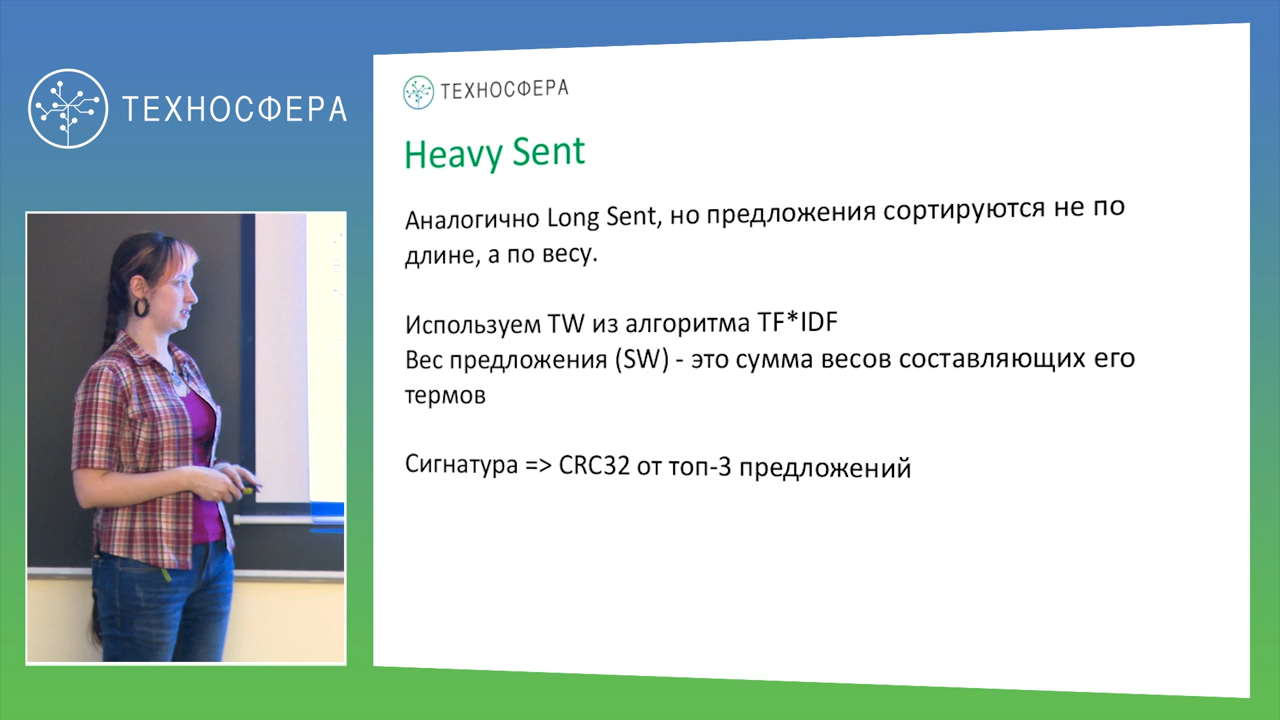 ТЕХНОСФЕРА
ТЕХНОСФЕРА
Heavy Sent
Аналогично Long Sent, но предложения сортируются не по
длине, а по весу.
Используем TW из алгоритма TF*IDF
Вес предложения (SW) - это сумма весов составляющих его
термов
Сигнатура => CRC32 от топ-3 предложений